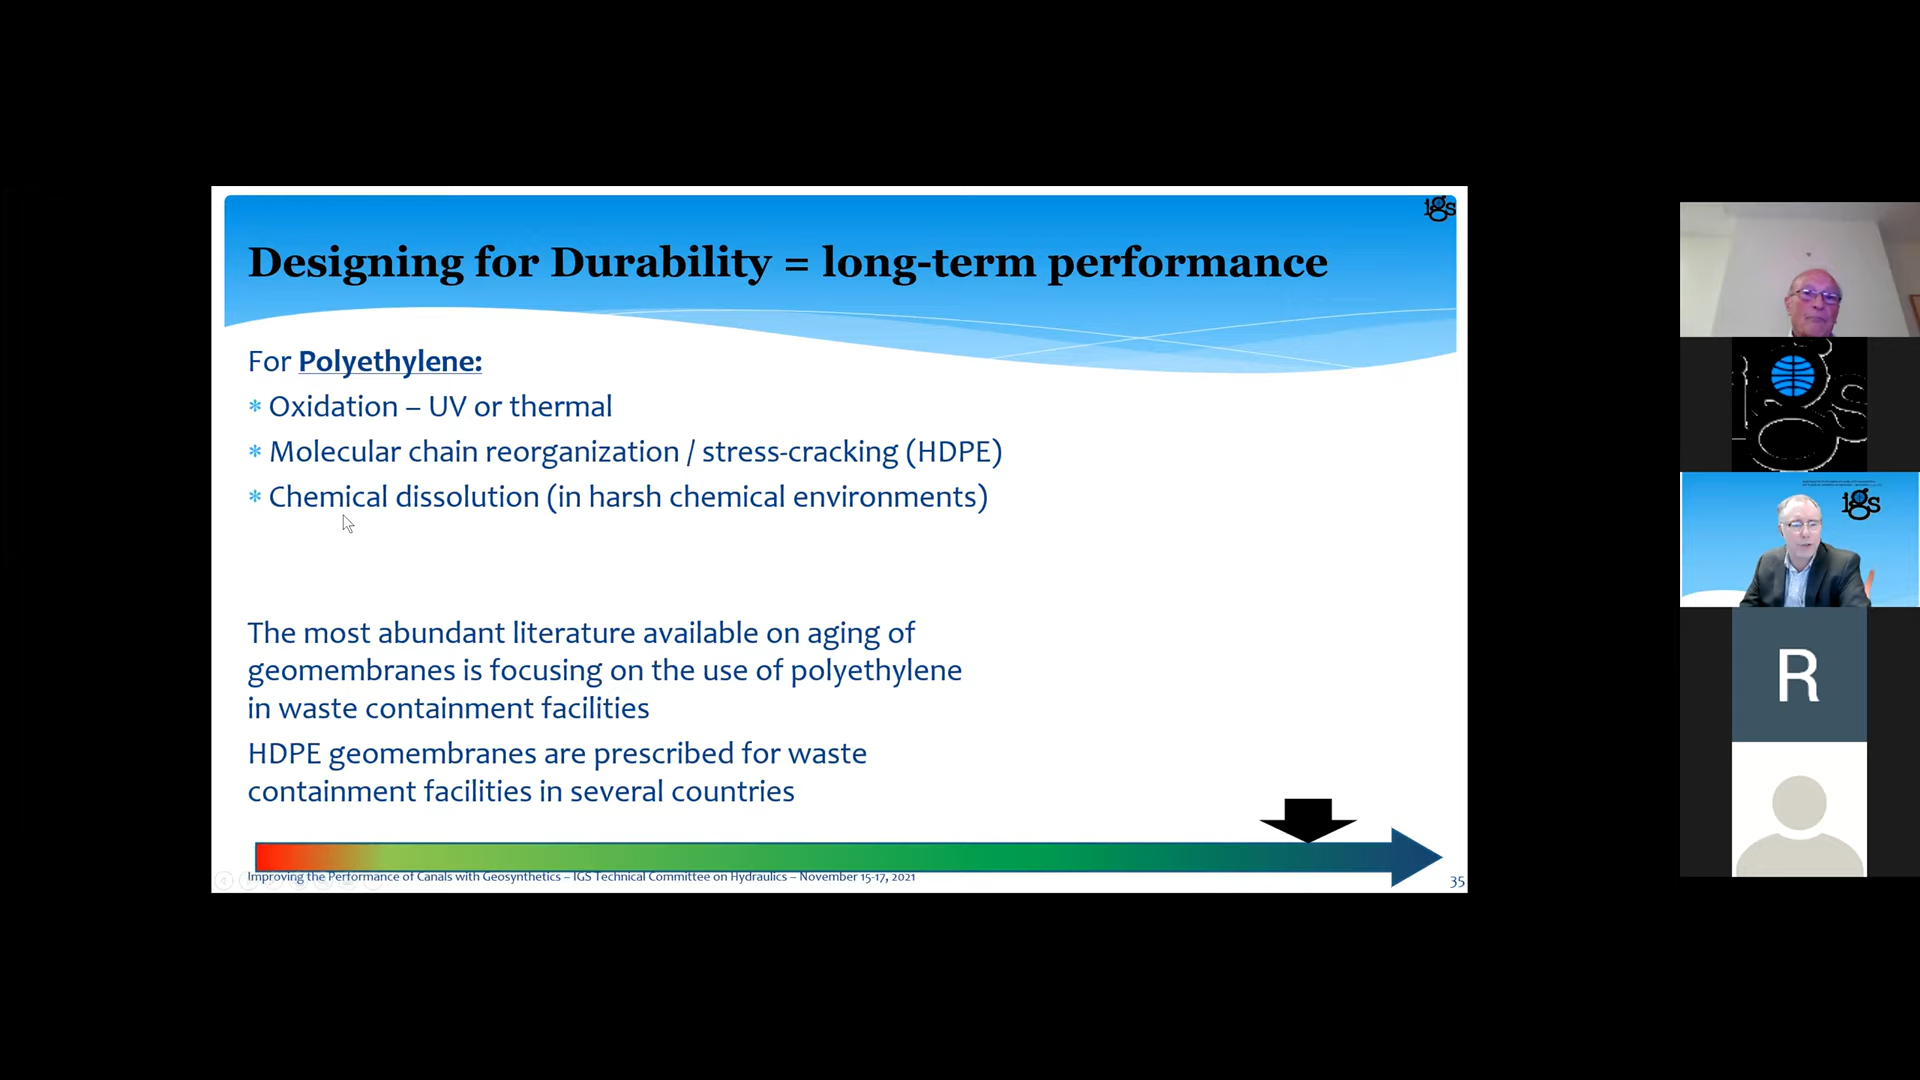 igs
Designing for Durability = long-term performance
For Polyethylene:
* Oxidation – UV or thermal
* Molecular chain reorganization / stress-cracking (HDPE)
* Chemical dissolution (in harsh chemical environments)
The most abundant literature available on aging of
geomembranes is focusing on the use of polyethylene
in waste containment facilities
HDPE geomembranes are prescribed for waste
containment facilities in several countries
Improving the Performance of Canals with Geosynthetics – IGS Technical Committee on Hydraulics – November 15-17, 2021
35
igs
R